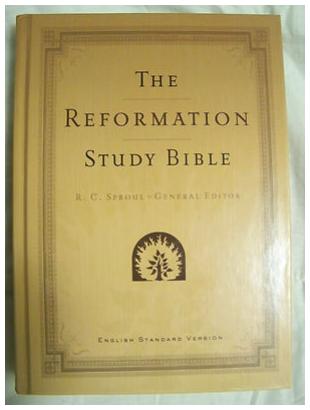 THE
REFORMATION
STUDY BIBLE
R. C. SPROUL - GENERAL EDITOR
ENGLISH STANDARD VERSION